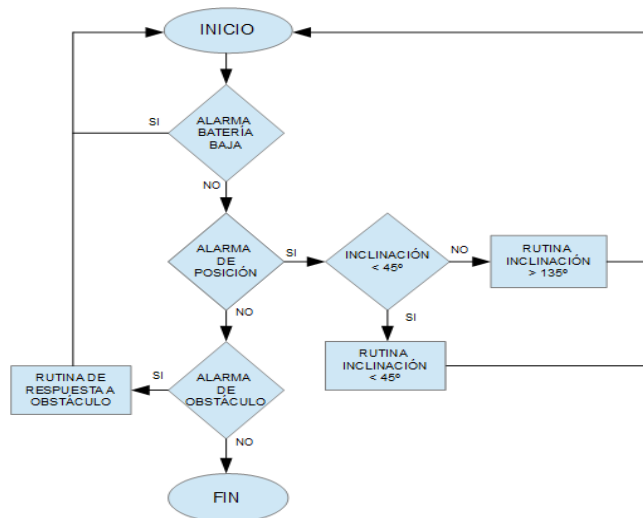 INICIO
SI
ALARMA
BATERÍA
BAJA
NO
ALARMA
DE
POSICIÓN
SI
INCLINACIÓN
< 45º
NO
RUTINA
INCLINACIÓN
> 135º
NO
SI
RUTINA
INCLINACIÓN
< 45º
RUTINA DE
RESPUESTA A
OBSTÁCULO
SI
ALARMA
DE
OBSTÁCULO
NO
FIN